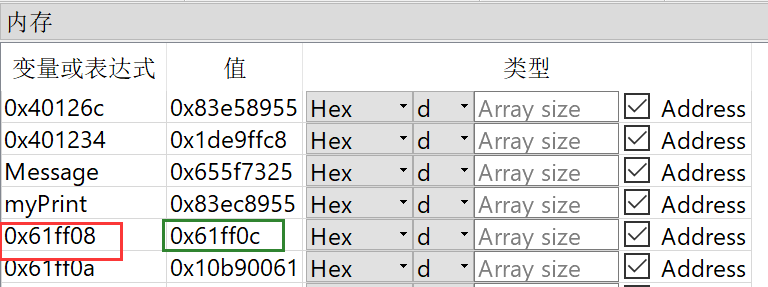 内存
变量或表达式 值 类型
0x40126c 0x83e58955 Hex d Array size Address
0x401234 0x1de9ffc8 Hex d Array size Address
Message 0x655f7325 Hex d Array size Address
myPrint 0x83ec8955 Hex d Array size Address
0x61ff08 0x61ff0c Hex d Array size Address
0x61ff0a 0x10b90061 Hex d Array size Address